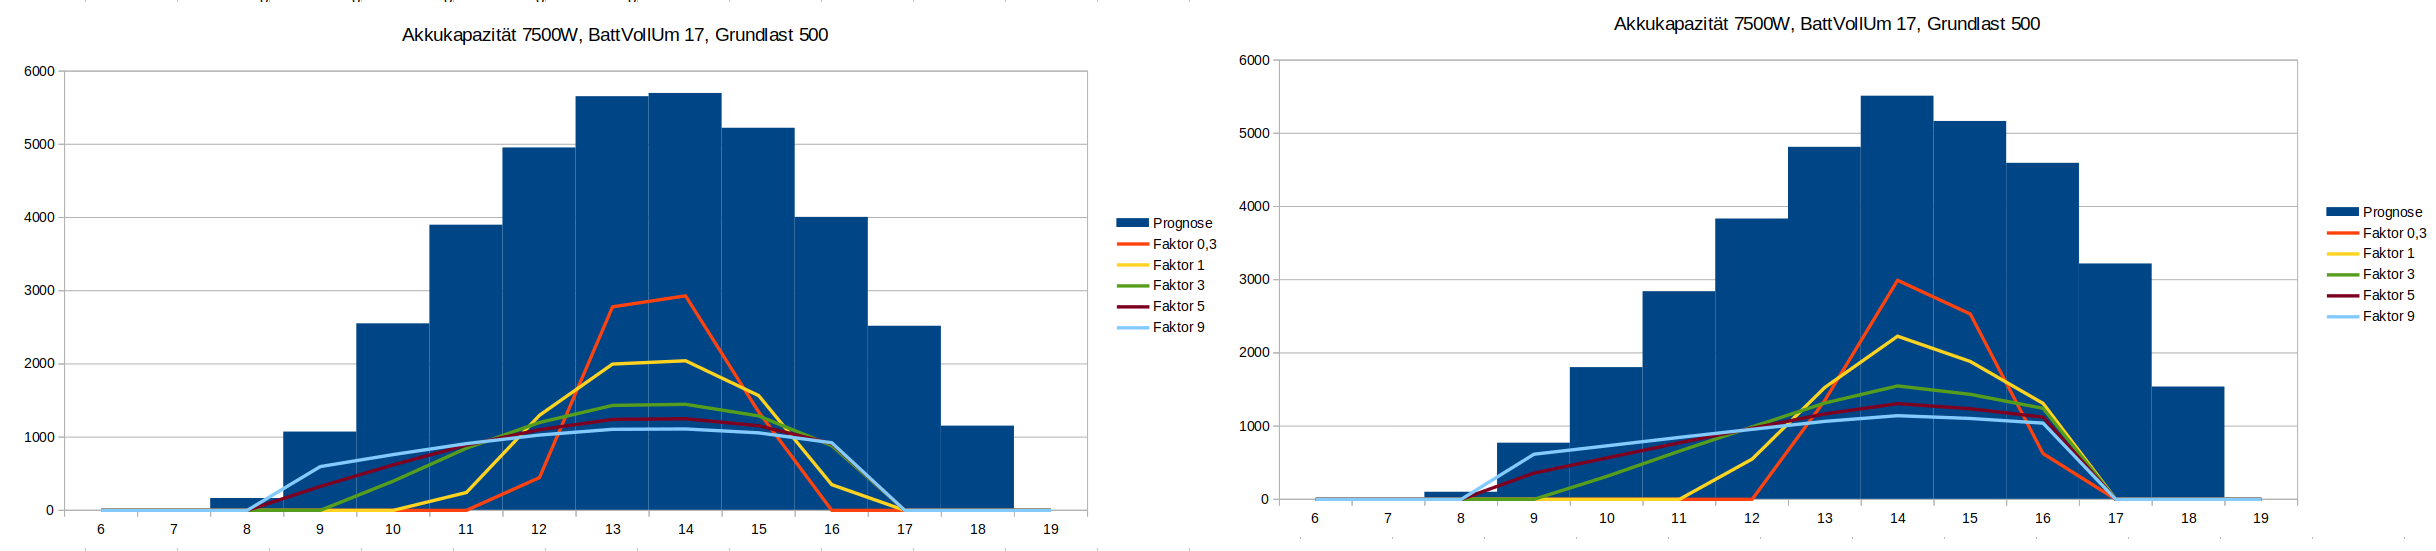 Akkukapazität 7500W, BattVollUm 17, Grundlast 500
6000
5000
4000
3000
2000
1000
0
6 7 8 9 10 11 12 13 14 15 16 17 18 19
Prognose
Faktor 0,3
Faktor 1
Faktor 3
Faktor 5
Faktor 9
Akkukapazität 7500W, BattVollUm 17, Grundlast 500
6000
5000
4000
3000
2000
1000
0
6 7 8 9 10 11 12 13 14 15 16 17 18 19
Prognose
Faktor 0,3
Faktor 1
Faktor 3
Faktor 5
Faktor 9